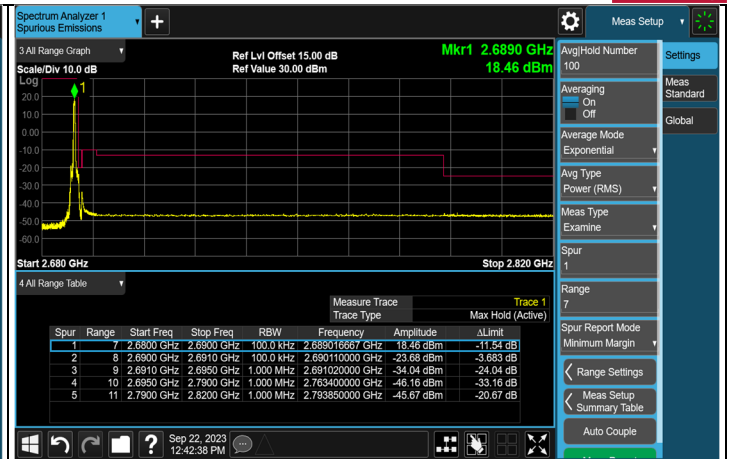 Spectrum Analyzer 1
Spurious Emissions
+
Meas Setup
3 All Range Graph
Ref Lvl Offset 15.00 dB
Mkr1 2.6890 GHz
Scale/Div 10.0 dB
Ref Value 30.00 dBm
18.46 dBm
Log
1
20.0
10.0
0.00
-10.0
-20.0
-30.0
-40.0
-50.0
-60.0
Start 2.680 GHz
Stop 2.820 GHz
4 All Range Table
Measure Trace Trace 1
Trace Type Max Hold (Active)
Spur Range Start Freq Stop Freq RBW Frequency Amplitude ΔLimit
1 7 2.6800 GHz 2.6900 GHz 100.0 kHz 2.689016667 GHz 18.46 dBm -11.54 dB
2 8 2.6900 GHz 2.6910 GHz 100.0 kHz 2.690110000 GHz -23.68 dBm -3.683 dB
3 9 2.6910 GHz 2.6950 GHz 1.000 MHz 2.691020000 GHz -34.04 dBm -24.04 dB
4 10 2.6950 GHz 2.7900 GHz 1.000 MHz 2.763400000 GHz -46.16 dBm -33.16 dB
5 11 2.7900 GHz 2.8200 GHz 1.000 MHz 2.793850000 GHz -45.67 dBm -20.67 dB
Avg|Hold Number
100
Averaging
On
Off
Average Mode
Exponential
Avg Type
Power (RMS)
Meas Type
Examine
Spur
1
Range
7
Spur Report Mode
Minimum Margin
Range Settings
Meas Setup
Summary Table
Auto Couple
Settings
Meas
Standard
Global
?
Sep 22, 2023
12:42:38 PM